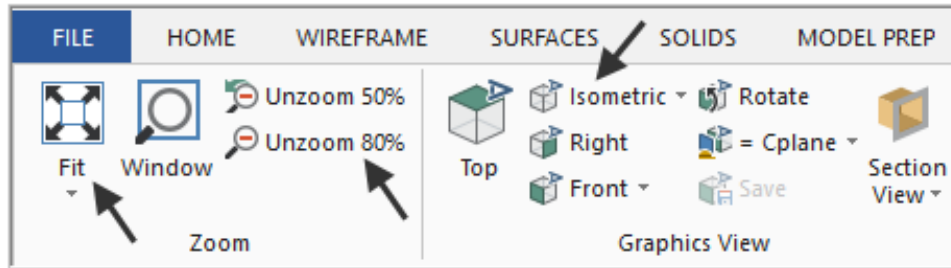 FILE HOME WIREFRAME SURFACES SOLIDS MODEL PREP
Fit
Window
Unzoom 50%
Unzoom 80%
Zoom
Top
Isometric
Right
Front
Rotate
= Cplane
Save
Section
View
Graphics View